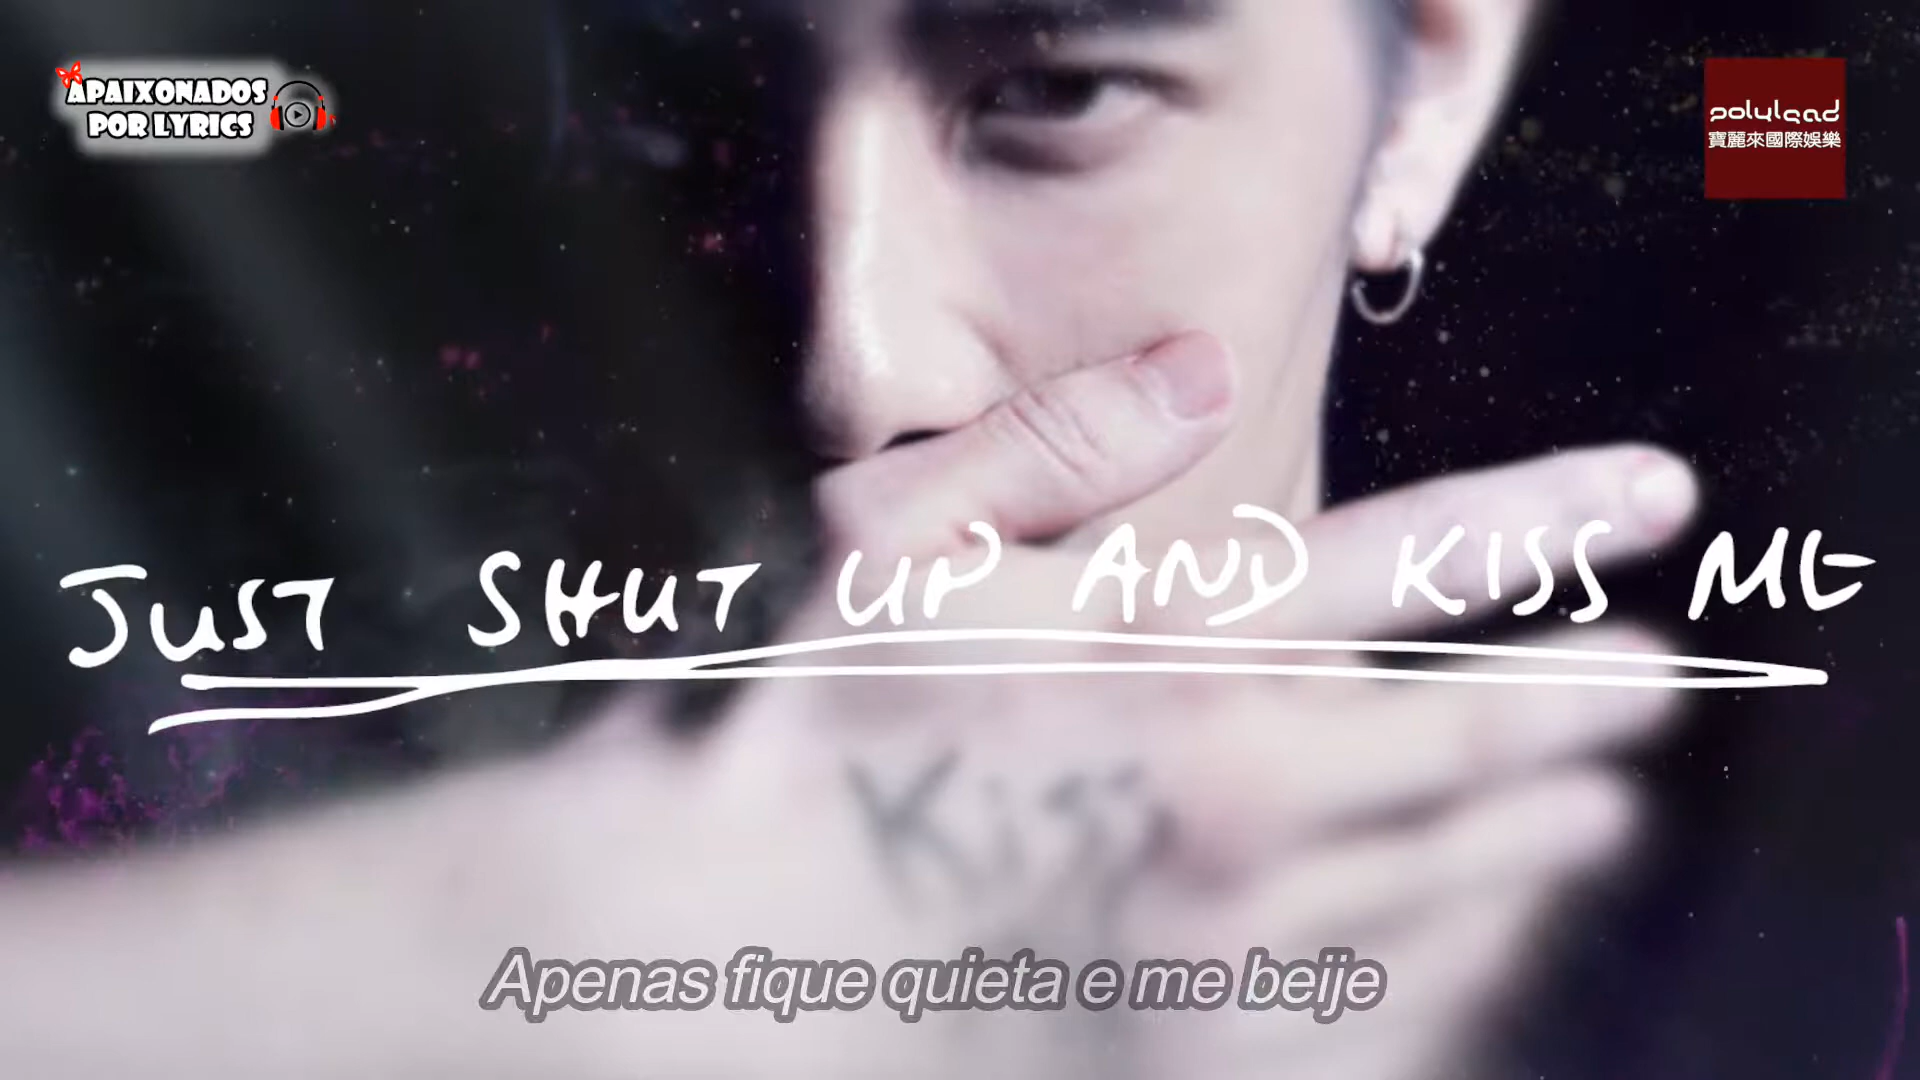 APAIXONADOS
POR LYRICS
polylead
寶麗來國際娛樂
JUST SHUT UP AND KISS ME
Kiss
Apenas fique quieta e me beije